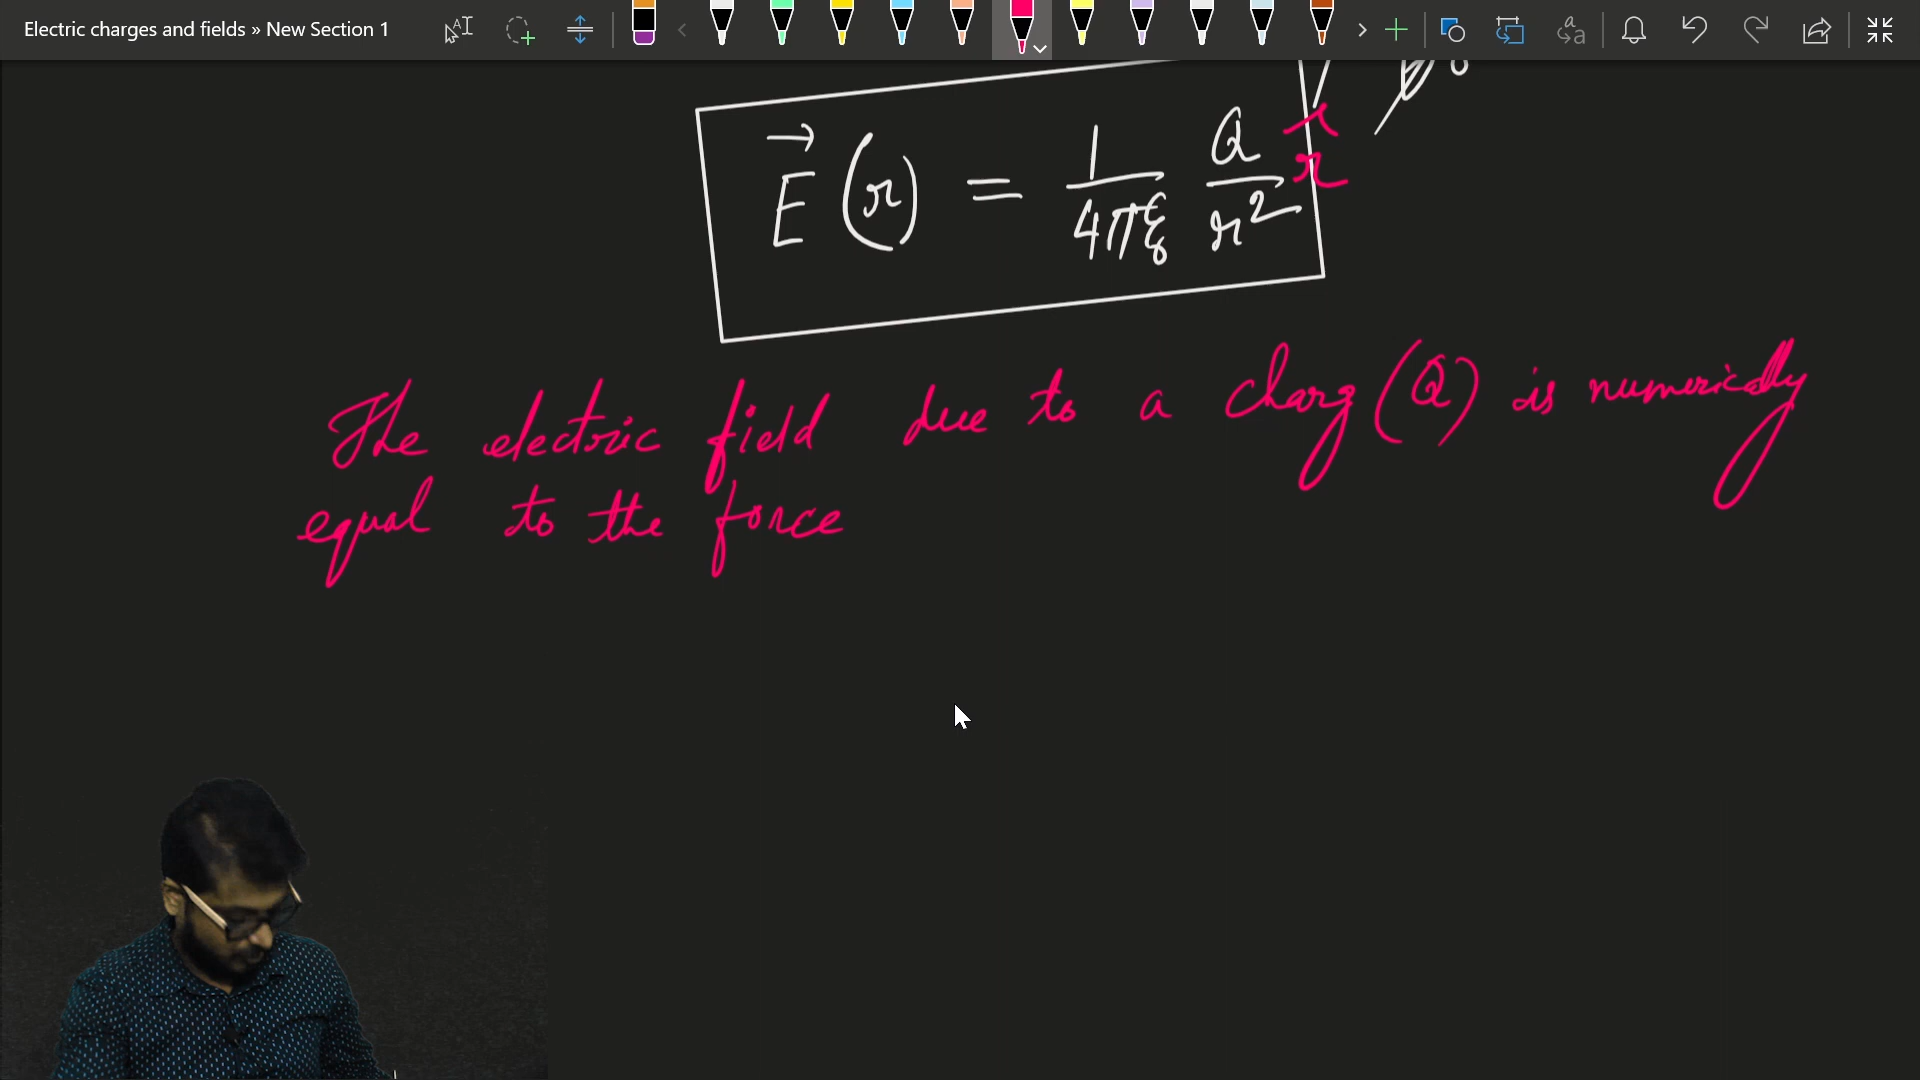 Electric charges and fields » New Section 1
E⃗ (r) = 1/4πε₀ Q/r² r̂
The electric field due to a charg (Q) is numerically
equal to the force